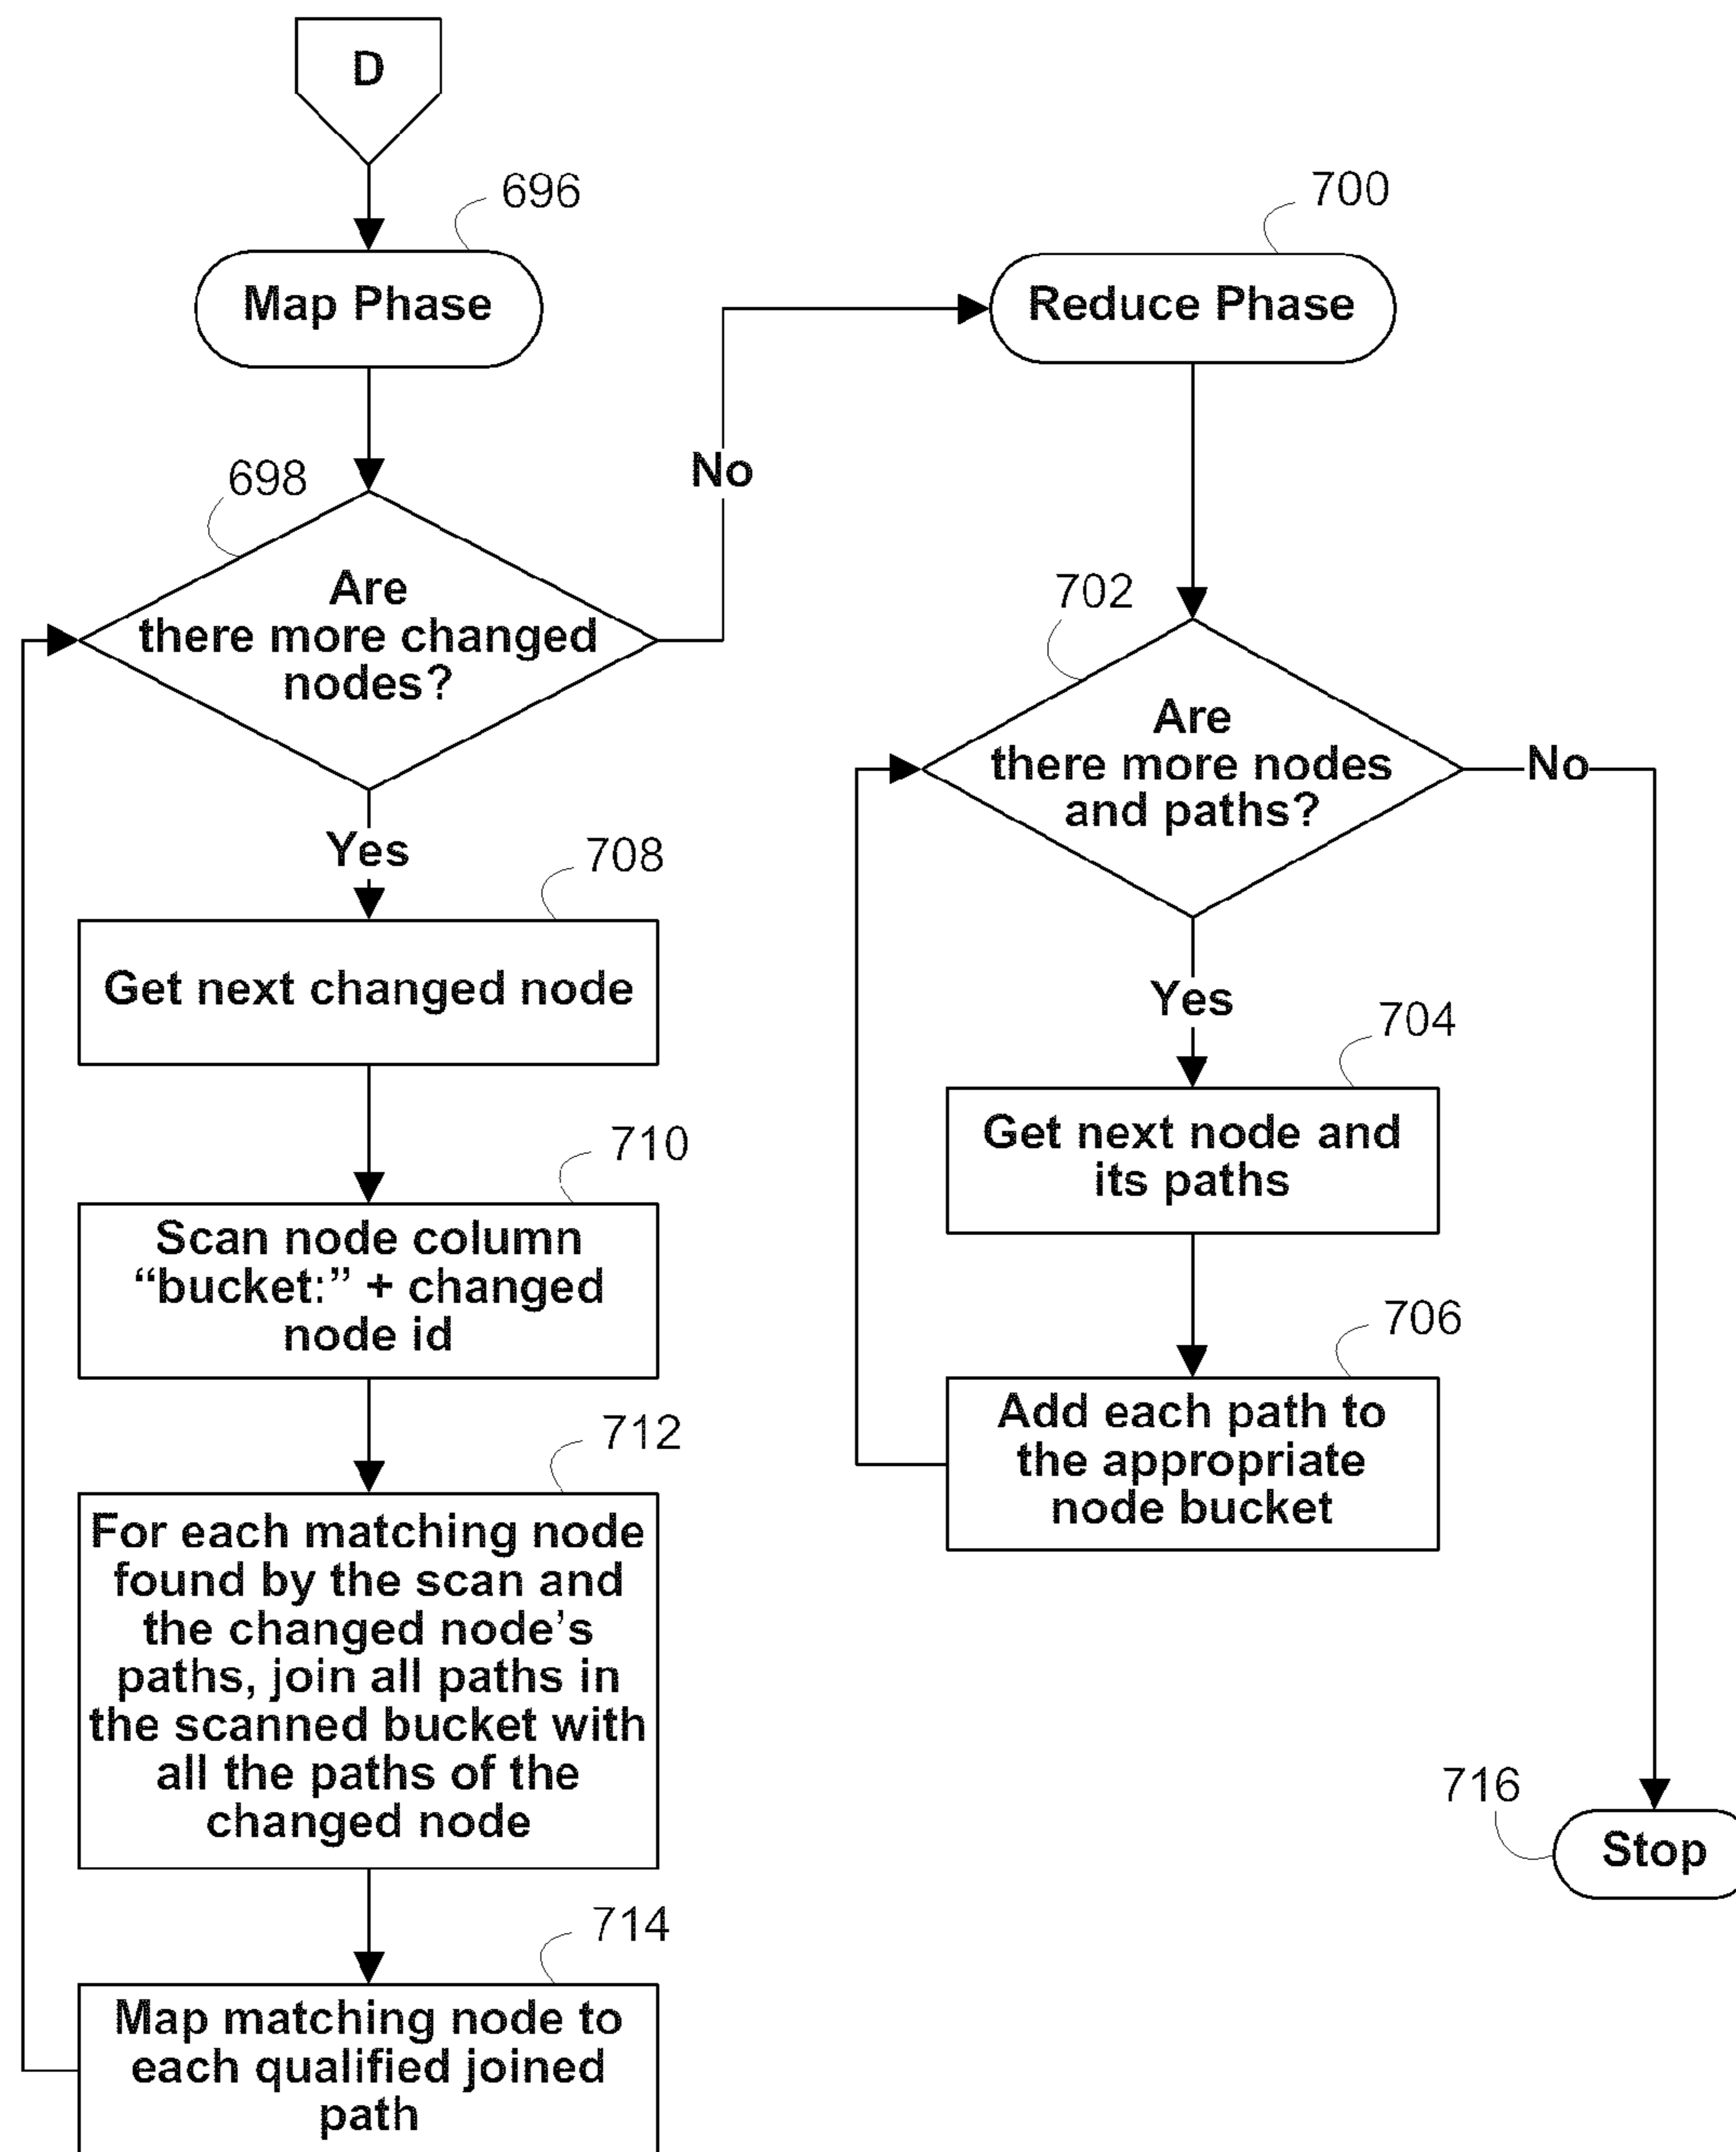 D
696
Map Phase
698
Are
there more changed
nodes?
No
Yes
708
Get next changed node
710
Scan node column
“bucket:” + changed
node id
712
For each matching node
found by the scan and
the changed node’s
paths, join all paths in
the scanned bucket with
all the paths of the
changed node
714
Map matching node to
each qualified joined
path
700
Reduce Phase
702
Are
there more nodes
and paths?
No
Yes
704
Get next node and
its paths
706
Add each path to
the appropriate
node bucket
716
Stop